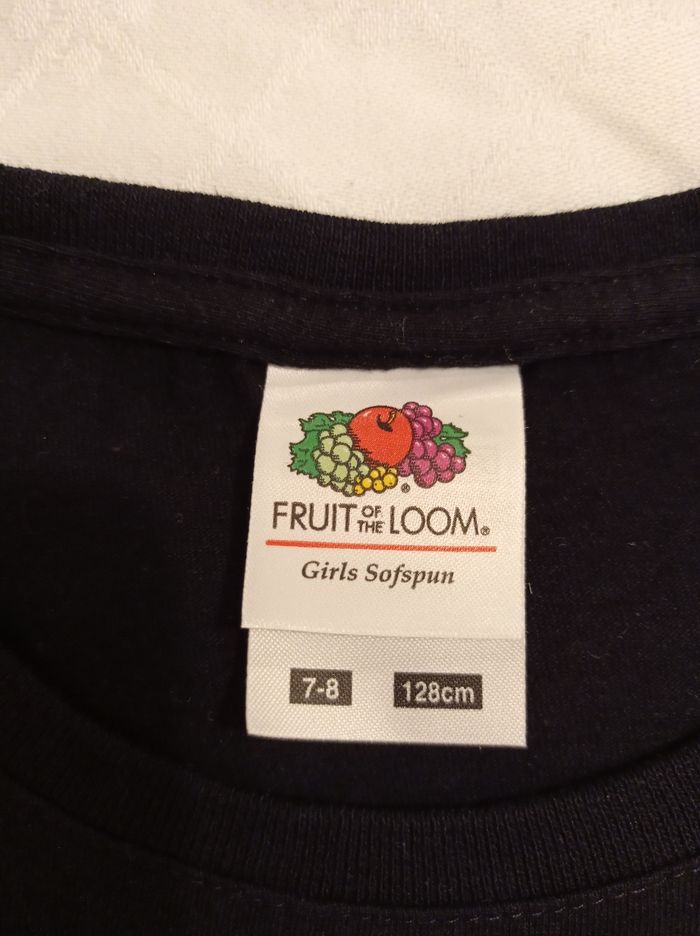 FRUIT OF THE LOOM®
Girls Sofspun
7-8 128cm